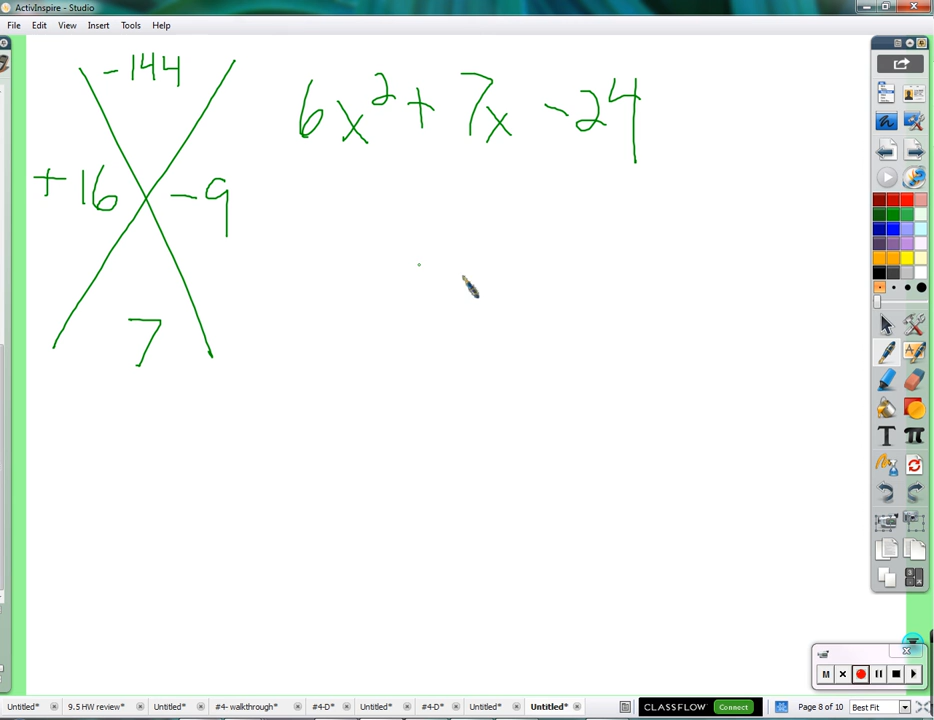 ActivInspire - Studio
File Edit View Insert Tools Help
-144
6x² + 7x - 24
+16 -9
7
Untitled* 9.5 HW review* Untitled* #4- walkthrough* #4-D* Untitled* #4-D* Untitled* Untitled* CLASSFLOW Connect Page 8 of 10 Best Fit